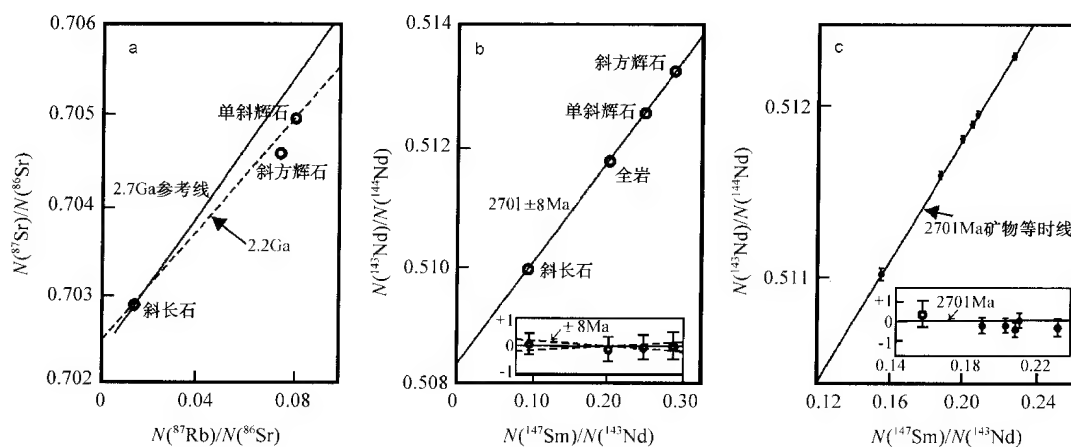 a
0.706
0.705
0.704
0.703
0.702
N(⁸⁷Sr)/N(⁸⁶Sr)
单斜辉石
斜方辉石
2.7Ga参考线
2.2Ga
斜长石
0
0.04
0.08
N(⁸⁷Rb)/N(⁸⁶Sr)
b
0.514
0.512
0.510
0.508
N(¹⁴³Nd)/N(¹⁴⁴Nd)
斜方辉石
单斜辉石
全岩
2701±8Ma
斜长石
+1
0
-1
±8Ma
0
0.10
0.20
0.30
N(¹⁴⁷Sm)/N(¹⁴³Nd)
c
0.512
0.511
N(¹⁴³Nd)/N(¹⁴⁴Nd)
2701Ma矿物等时线
+1
0
-1
2701Ma
0.14
0.18
0.22
0.12
0.16
0.20
0.24
N(¹⁴⁷Sm)/N(¹⁴³Nd)